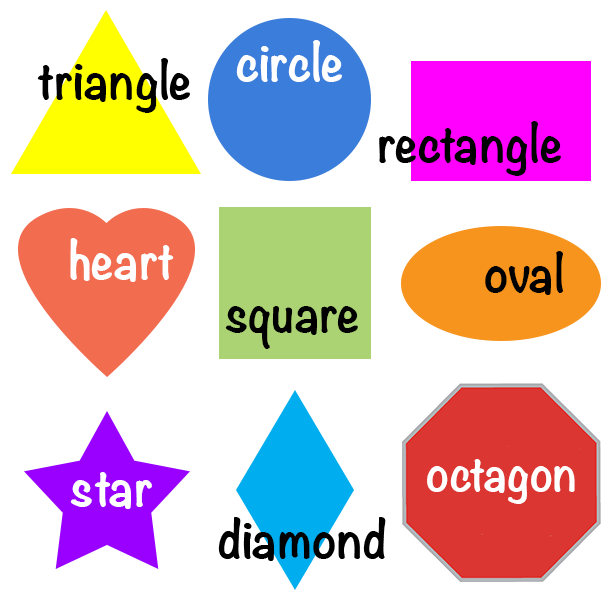 triangle
circle
rectangle
heart
square
oval
star
diamond
octagon